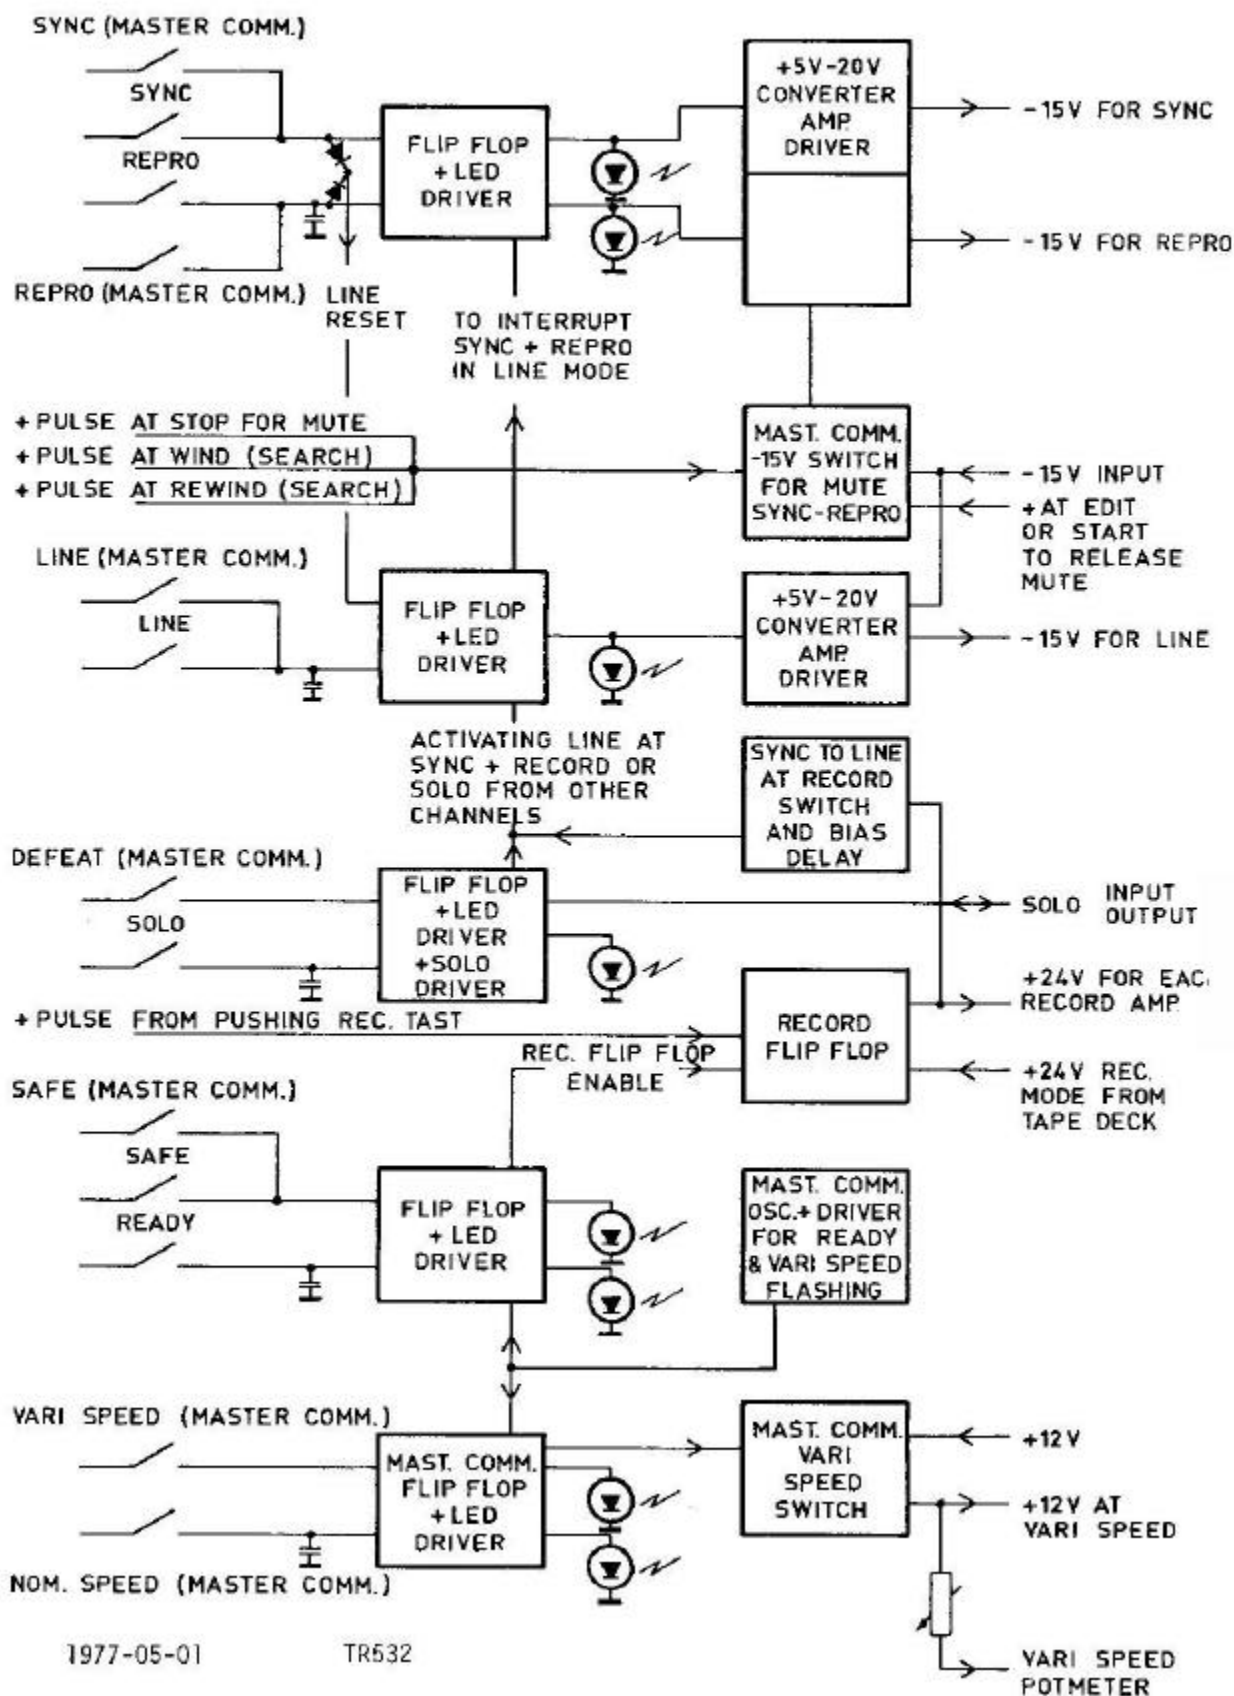 SYNC (MASTER COMM.)
SYNC
REPRO
REPRO (MASTER COMM.)
FLIP FLOP
+ LED
DRIVER
+5V-20V
CONVERTER
AMP.
DRIVER
-15V FOR SYNC
-15V FOR REPRO
LINE
RESET
TO INTERRUPT
SYNC + REPRO
IN LINE MODE
+ PULSE AT STOP FOR MUTE
+ PULSE AT WIND (SEARCH)
+ PULSE AT REWIND (SEARCH)
MAST. COMM.
-15V SWITCH
FOR MUTE
SYNC-REPRO
-15V INPUT
+ AT EDIT
OR START
TO RELEASE
MUTE
LINE (MASTER COMM.)
LINE
FLIP FLOP
+LED
DRIVER
+5V-20V
CONVERTER
AMP.
DRIVER
-15V FOR LINE
ACTIVATING LINE AT
SYNC + RECORD OR
SOLO FROM OTHER
CHANNELS
SYNC TO LINE
AT RECORD
SWITCH
AND BIAS
DELAY
DEFEAT (MASTER COMM.)
SOLO
FLIP FLOP
+LED
DRIVER
+SOLO
DRIVER
SOLO INPUT
OUTPUT
+24V FOR EAC
RECORD AMP.
+ PULSE FROM PUSHING REC. TAST
RECORD
FLIP FLOP
REC. FLIP FLOP
ENABLE
+24V REC.
MODE FROM
TAPE DECK
SAFE (MASTER COMM.)
SAFE
READY
FLIP FLOP
+ LED
DRIVER
MAST. COMM.
OSC.+ DRIVER
FOR READY
& VARI SPEED
FLASHING
VARI SPEED (MASTER COMM.)
NOM. SPEED (MASTER COMM.)
MAST. COMM.
FLIP FLOP
+LED
DRIVER
MAST. COMM.
VARI
SPEED
SWITCH
+12V
+12V AT
VARI SPEED
VARI SPEED
POTMETER
1977-05-01 TR532